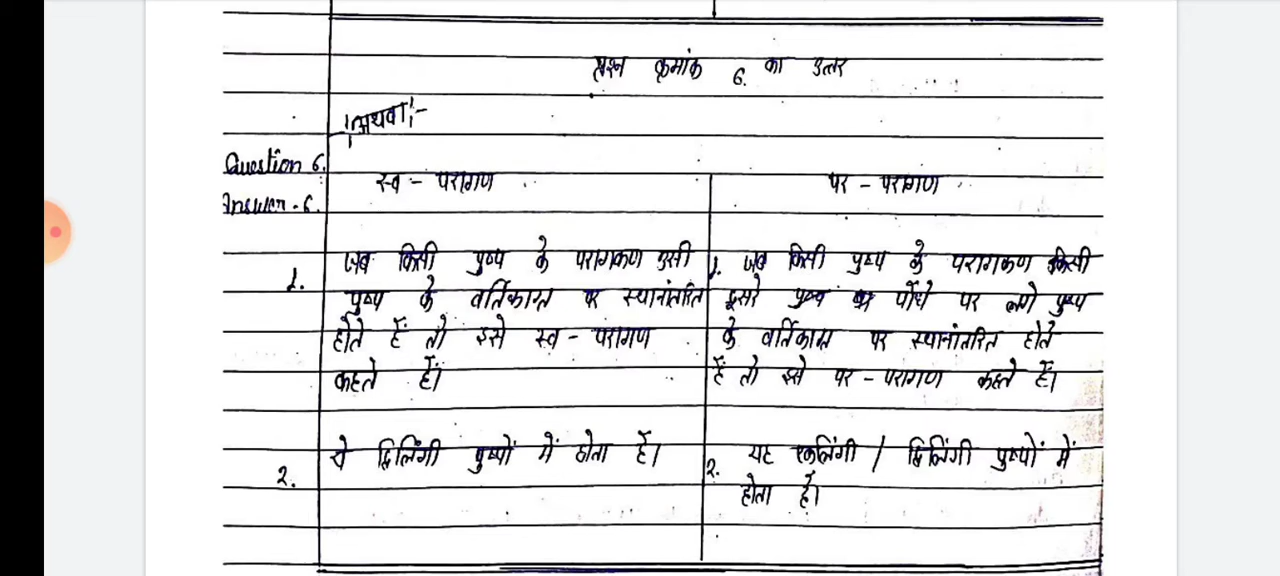 प्रश्न क्रमांक 6. का उत्तर
अथवा:-
Question 6.
Answer-6.
स्व - परागण
पर - परागण
1. जब किसी पुष्प के परागकण उसी
पुष्प के वर्तिकाग्र पर स्थानांतरित
होते हैं तो इसे स्व - परागण
कहते हैं।
1. जब किसी पुष्प के परागकण किसी
दूसरे पुष्प पौधे पर लगे पुष्प
के वर्तिकाग्र पर स्थानांतरित होते
हैं तो इसे पर - परागण कहते हैं।
2. ये द्विलिंगी पुष्पों में होता है।
2. यह एकलिंगी / द्विलिंगी पुष्पों में
होता है।